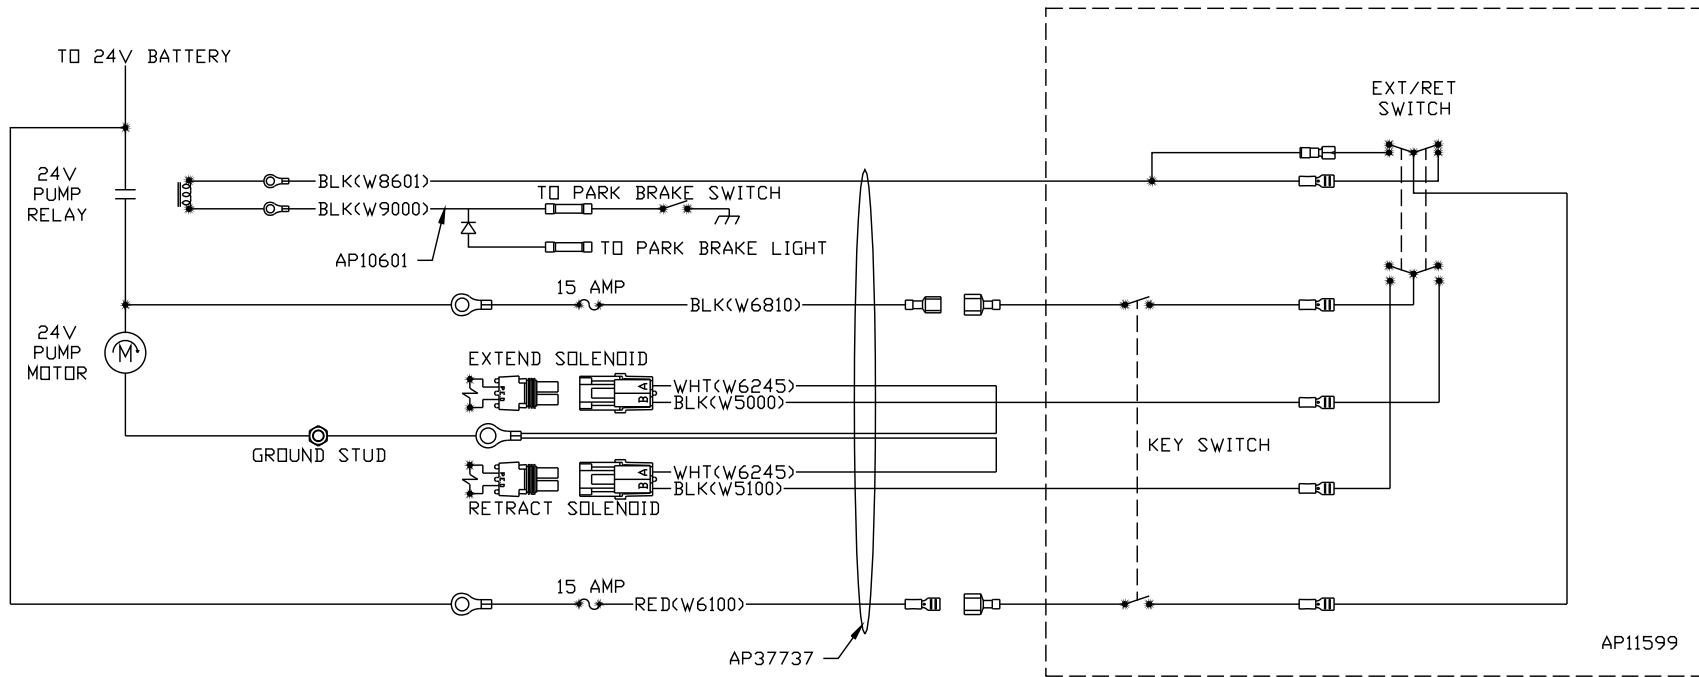 TO 24V BATTERY
EXT/RET
SWITCH
24V
PUMP
RELAY
BLK(W8601)
TO PARK BRAKE SWITCH
BLK(W9000)
TO PARK BRAKE LIGHT
AP10601
15 AMP
BLK(W6810)
24V
PUMP
MOTOR
M
EXTEND SOLENOID
A
WHT(W6245)
B
BLK(W5000)
KEY SWITCH
GROUND STUD
A
WHT(W6245)
B
BLK(W5100)
RETRACT SOLENOID
15 AMP
RED(W6100)
AP37737
AP11599